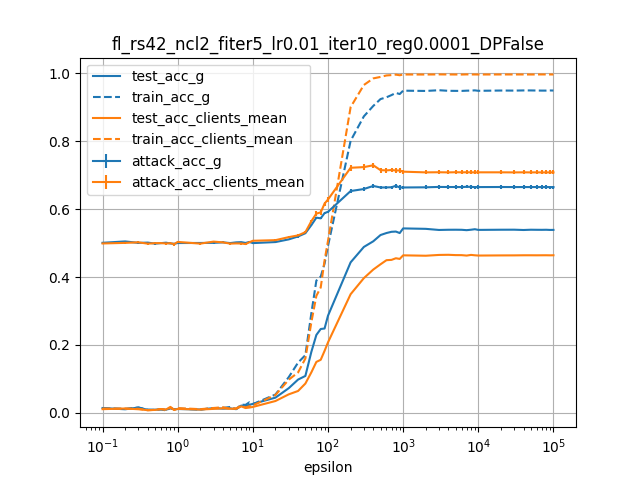 fl_rs42_ncl2_fiter5_lr0.01_iter10_reg0.0001_DPFalse
test_acc_g
train_acc_g
test_acc_clients_mean
train_acc_clients_mean
attack_acc_g
attack_acc_clients_mean
1.0
0.8
0.6
0.4
0.2
0.0
10⁻¹ 10⁰ 10¹ 10² 10³ 10⁴ 10⁵
epsilon